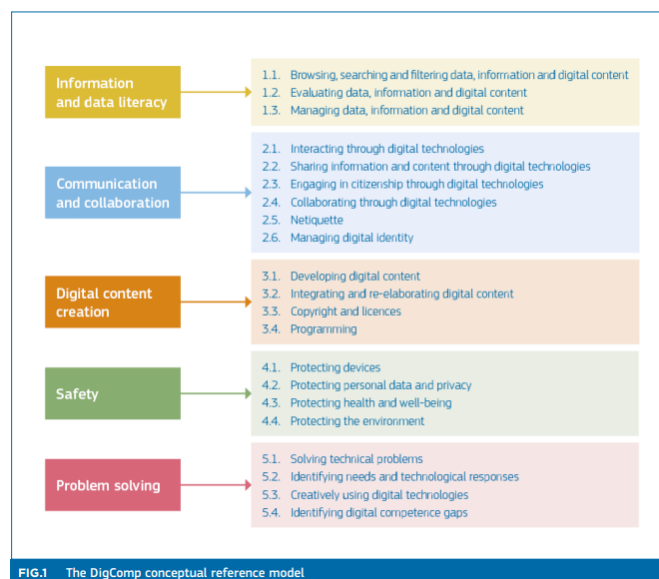 Information
and data literacy
1.1. Browsing, searching and filtering data, information and digital content
1.2. Evaluating data, information and digital content
1.3. Managing data, information and digital content
Communication
and collaboration
2.1. Interacting through digital technologies
2.2. Sharing information and content through digital technologies
2.3. Engaging in citizenship through digital technologies
2.4. Collaborating through digital technologies
2.5. Netiquette
2.6. Managing digital identity
Digital content
creation
3.1. Developing digital content
3.2. Integrating and re-elaborating digital content
3.3. Copyright and licences
3.4. Programming
Safety
4.1. Protecting devices
4.2. Protecting personal data and privacy
4.3. Protecting health and well-being
4.4. Protecting the environment
Problem solving
5.1. Solving technical problems
5.2. Identifying needs and technological responses
5.3. Creatively using digital technologies
5.4. Identifying digital competence gaps
FIG.1 The DigComp conceptual reference model